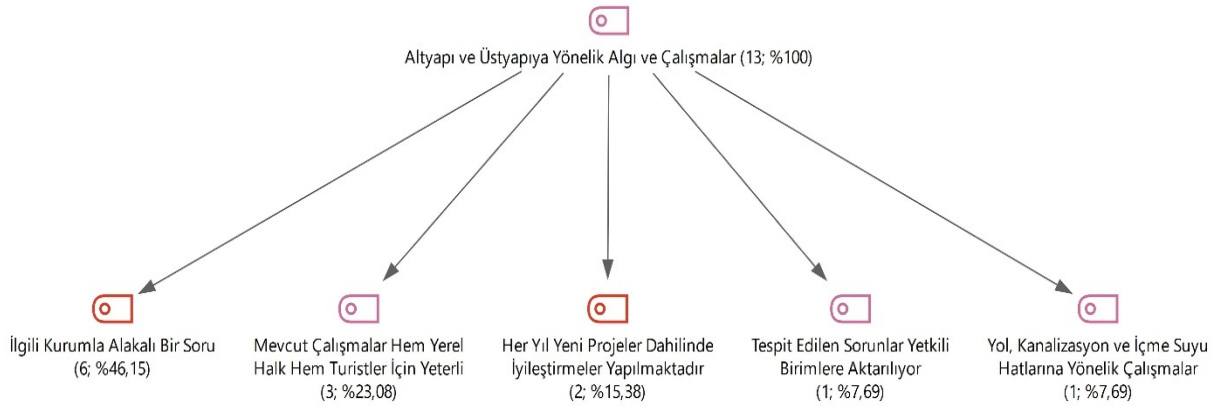 Altyapı ve Üstyapıya Yönelik Algı ve Çalışmalar (13; %100)
İlgili Kurumla Alakalı Bir Soru
(6; %46,15)
Mevcut Çalışmalar Hem Yerel
Halk Hem Turistler İçin Yeterli
(3; %23,08)
Her Yıl Yeni Projeler Dahilinde
İyileştirmeler Yapılmaktadır
(2; %15,38)
Tespit Edilen Sorunlar Yetkili
Birimlere Aktarılıyor
(1; %7,69)
Yol, Kanalizasyon ve İçme Suyu
Hatlarına Yönelik Çalışmalar
(1; %7,69)